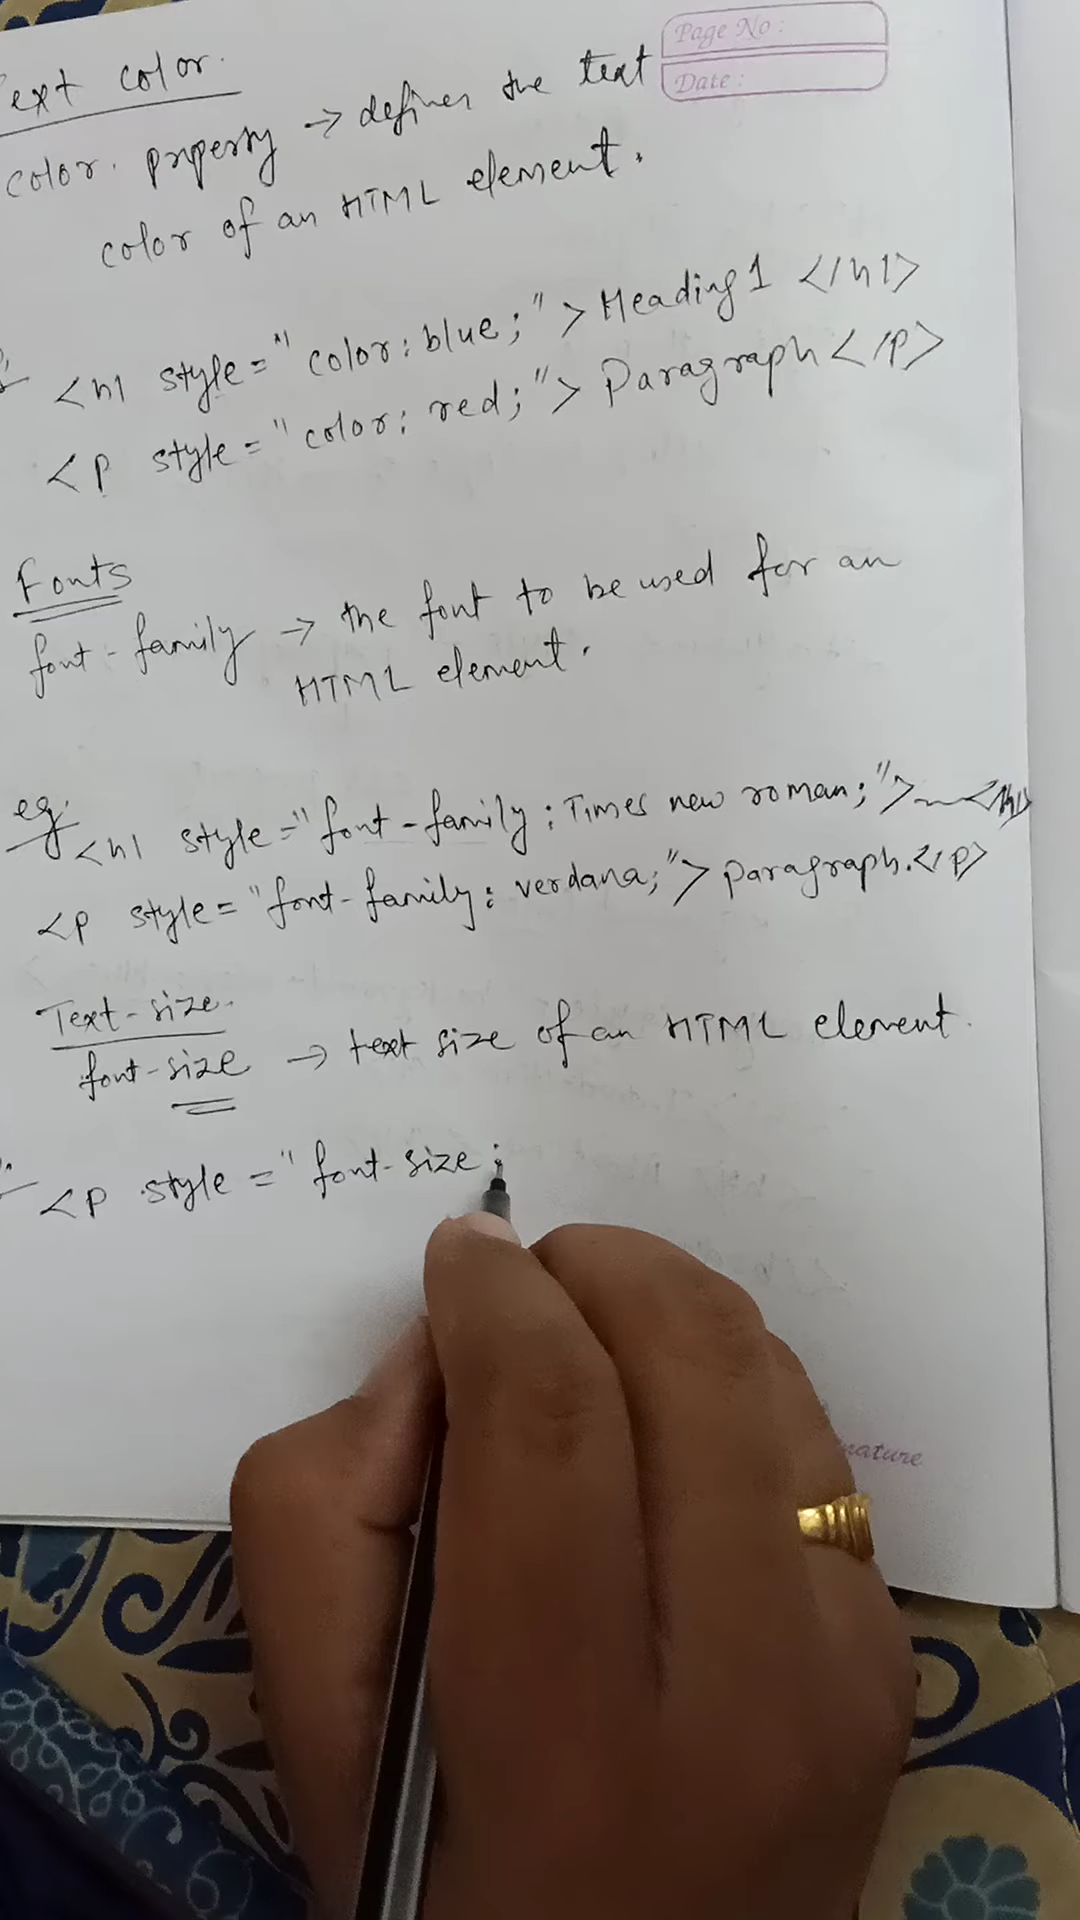 Page No :
Date :
ext color.
color. property → defines the text
color of an HTML element.
<h1 style="color: blue;"> Heading 1 </h1>
<p style="color: red;"> Paragraph </p>
Fonts
font-family → the font to be used for an
HTML element.
eg.
<h1 style="font-family: Times new roman;"> </h1>
<p style="font-family: verdana;"> paragraph. </p>
Text-size.
font-size → text size of an HTML element.
<p style="font-size:
nature